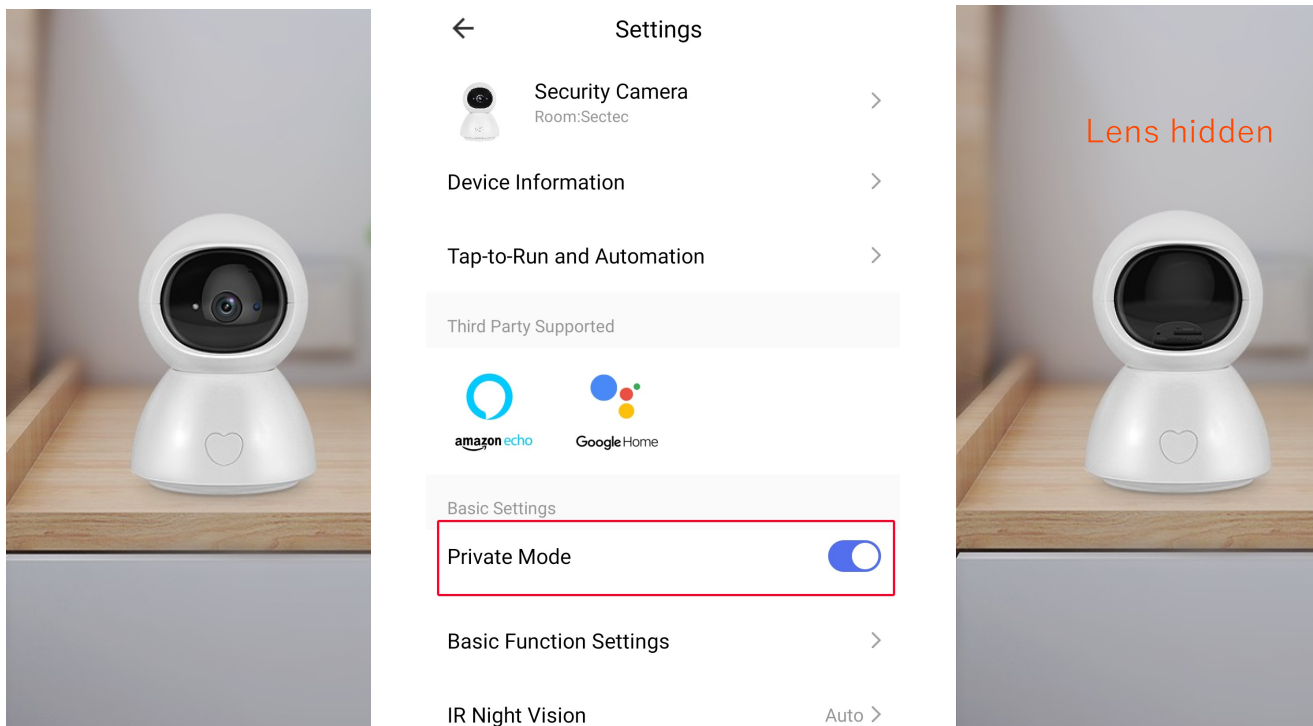 Settings
Security Camera
Room:Sectec
Device Information
Tap-to-Run and Automation
Third Party Supported
amazon echo
Google Home
Basic Settings
Private Mode
Basic Function Settings
IR Night Vision
Auto
Lens hidden